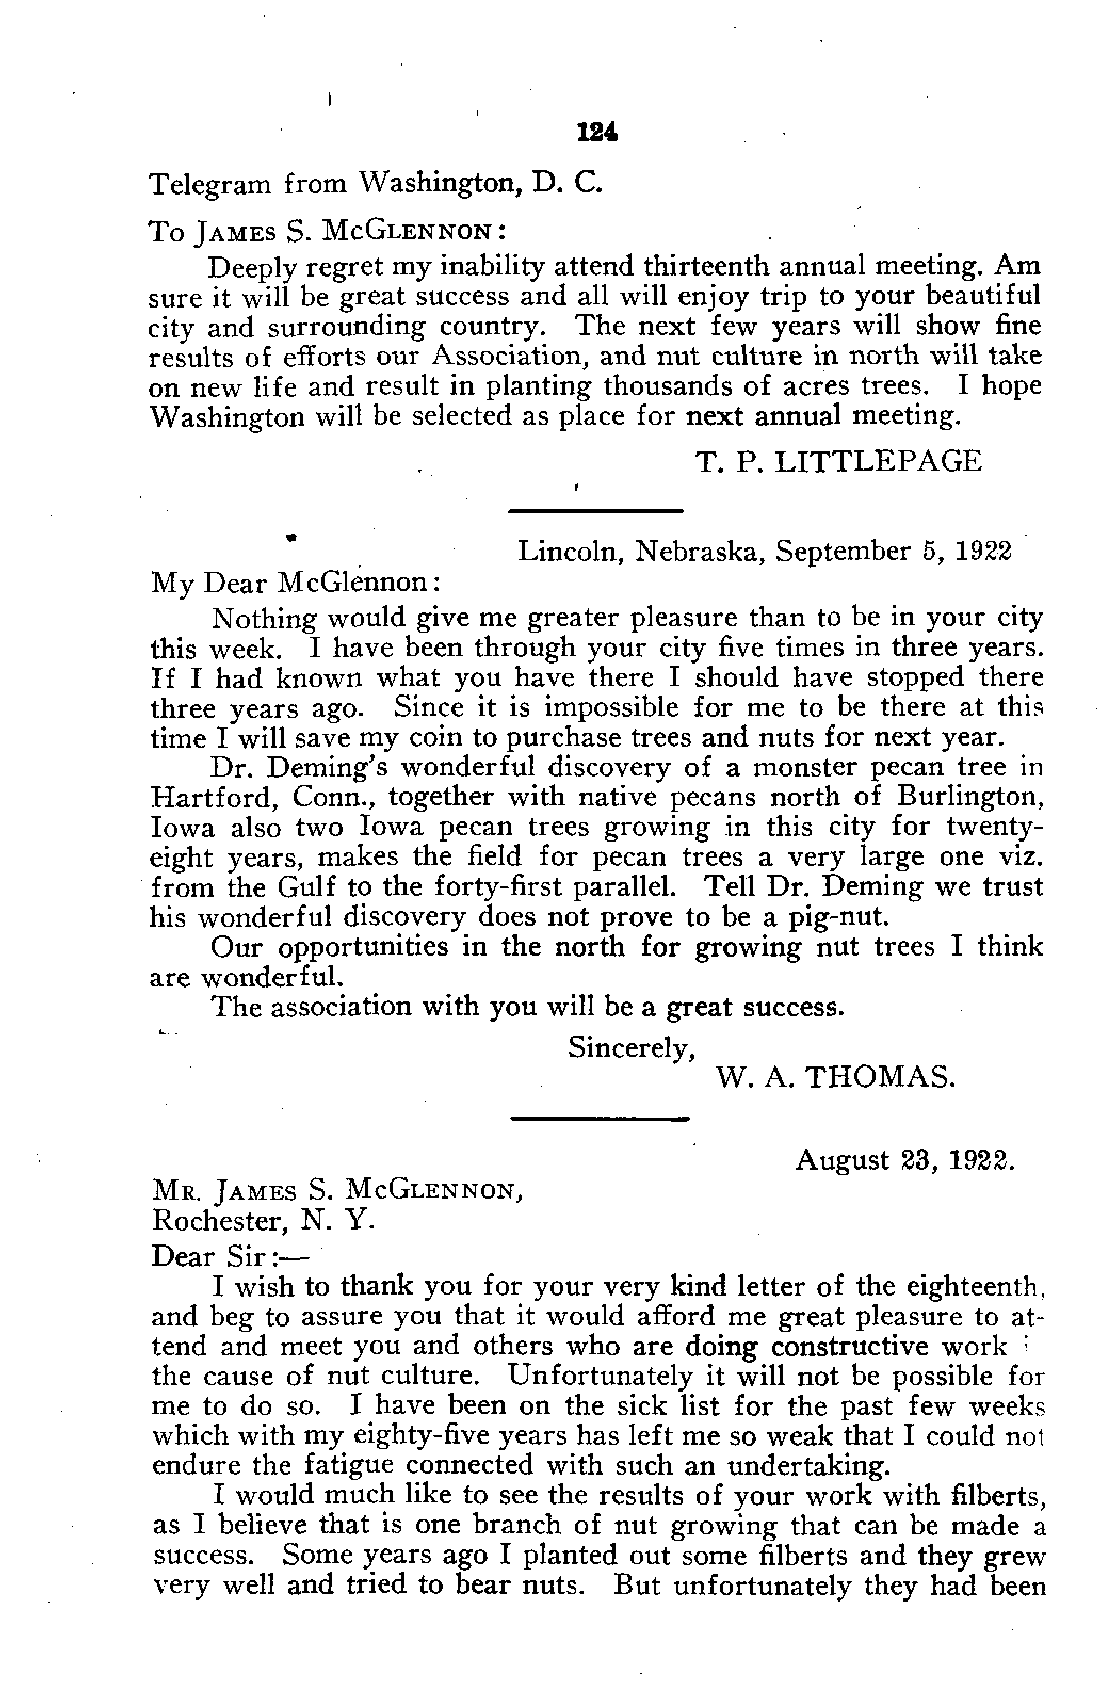 124
Telegram from Washington, D. C.
To James S. McGlennon:
Deeply regret my inability attend thirteenth annual meeting. Am
sure it will be great success and all will enjoy trip to your beautiful
city and surrounding country. The next few years will show fine
results of efforts our Association, and nut culture in north will take
on new life and result in planting thousands of acres trees. I hope
Washington will be selected as place for next annual meeting.
T. P. LITTLEPAGE
Lincoln, Nebraska, September 5, 1922
My Dear McGlennon:
Nothing would give me greater pleasure than to be in your city
this week. I have been through your city five times in three years.
If I had known what you have there I should have stopped there
three years ago. Since it is impossible for me to be there at this
time I will save my coin to purchase trees and nuts for next year.
Dr. Deming's wonderful discovery of a monster pecan tree in
Hartford, Conn., together with native pecans north of Burlington,
Iowa also two Iowa pecan trees growing in this city for twenty-
eight years, makes the field for pecan trees a very large one viz.
from the Gulf to the forty-first parallel. Tell Dr. Deming we trust
his wonderful discovery does not prove to be a pig-nut.
Our opportunities in the north for growing nut trees I think
are wonderful.
The association with you will be a great success.
Sincerely,
W. A. THOMAS.
August 23, 1922.
Mr. James S. McGlennon,
Rochester, N. Y.
Dear Sir:—
I wish to thank you for your very kind letter of the eighteenth,
and beg to assure you that it would afford me great pleasure to at-
tend and meet you and others who are doing constructive work
the cause of nut culture. Unfortunately it will not be possible for
me to do so. I have been on the sick list for the past few weeks
which with my eighty-five years has left me so weak that I could not
endure the fatigue connected with such an undertaking.
I would much like to see the results of your work with filberts,
as I believe that is one branch of nut growing that can be made a
success. Some years ago I planted out some filberts and they grew
very well and tried to bear nuts. But unfortunately they had been